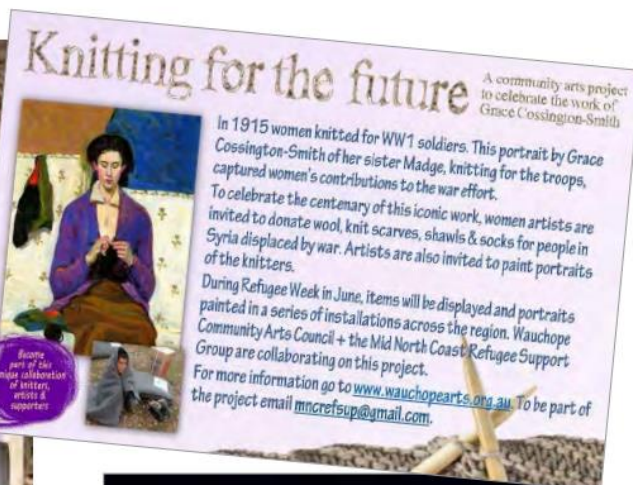 Knitting for the future
A community arts project
to celebrate the work of
Grace Cossington-Smith
In 1915 women knitted for WW1 soldiers. This portrait by Grace
Cossington-Smith of her sister Madge, knitting for the troops,
captured women's contributions to the war effort.
To celebrate the centenary of this iconic work, women artists are
invited to donate wool, knit scarves, shawls & socks for people in
Syria displaced by war. Artists are also invited to paint portraits
of the knitters.
During Refugee Week in June, items will be displayed and portraits
painted in a series of installations across the region. Wauchope
Community Arts Council + the Mid North Coast Refugee Support
Group are collaborating on this project.
For more information go to www.wauchopearts.org.au. To be part of
the project email mncrefsup@gmail.com.
Become
part of this
unique collaboration
of knitters,
artists &
supporters